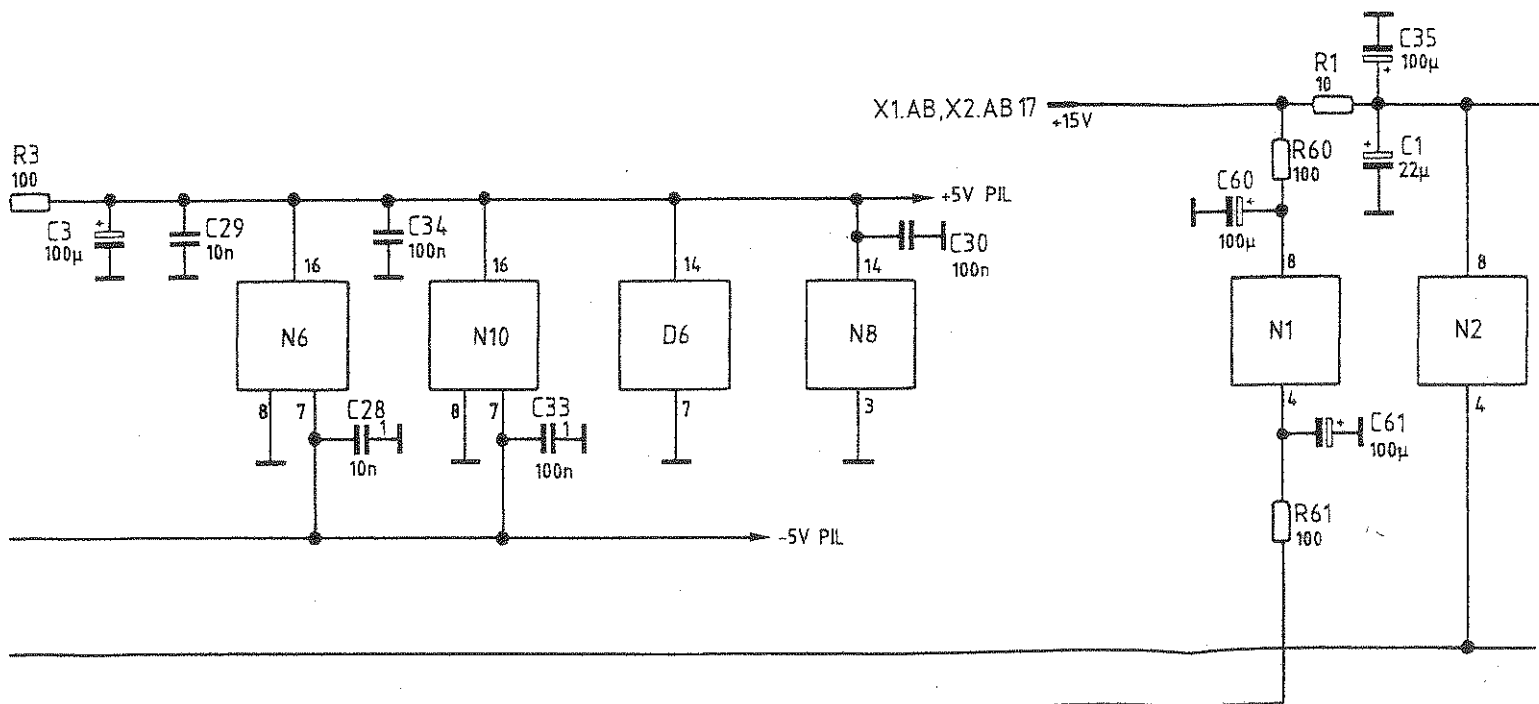 C35
100µ
R1
10
X1.AB,X2.AB 17
+15V
+
R3
100
R60
100
+
C1
22µ
+5V PIL
C60
+
100µ
C3
100µ
+
C29
10n
C34
100n
C30
100n
16
16
14
14
8
8
N6
N10
D6
N8
N1
N2
8
7
8
7
7
3
4
4
C28
1
10n
C33
1
100n
+
C61
100µ
R61
100
-5V PIL